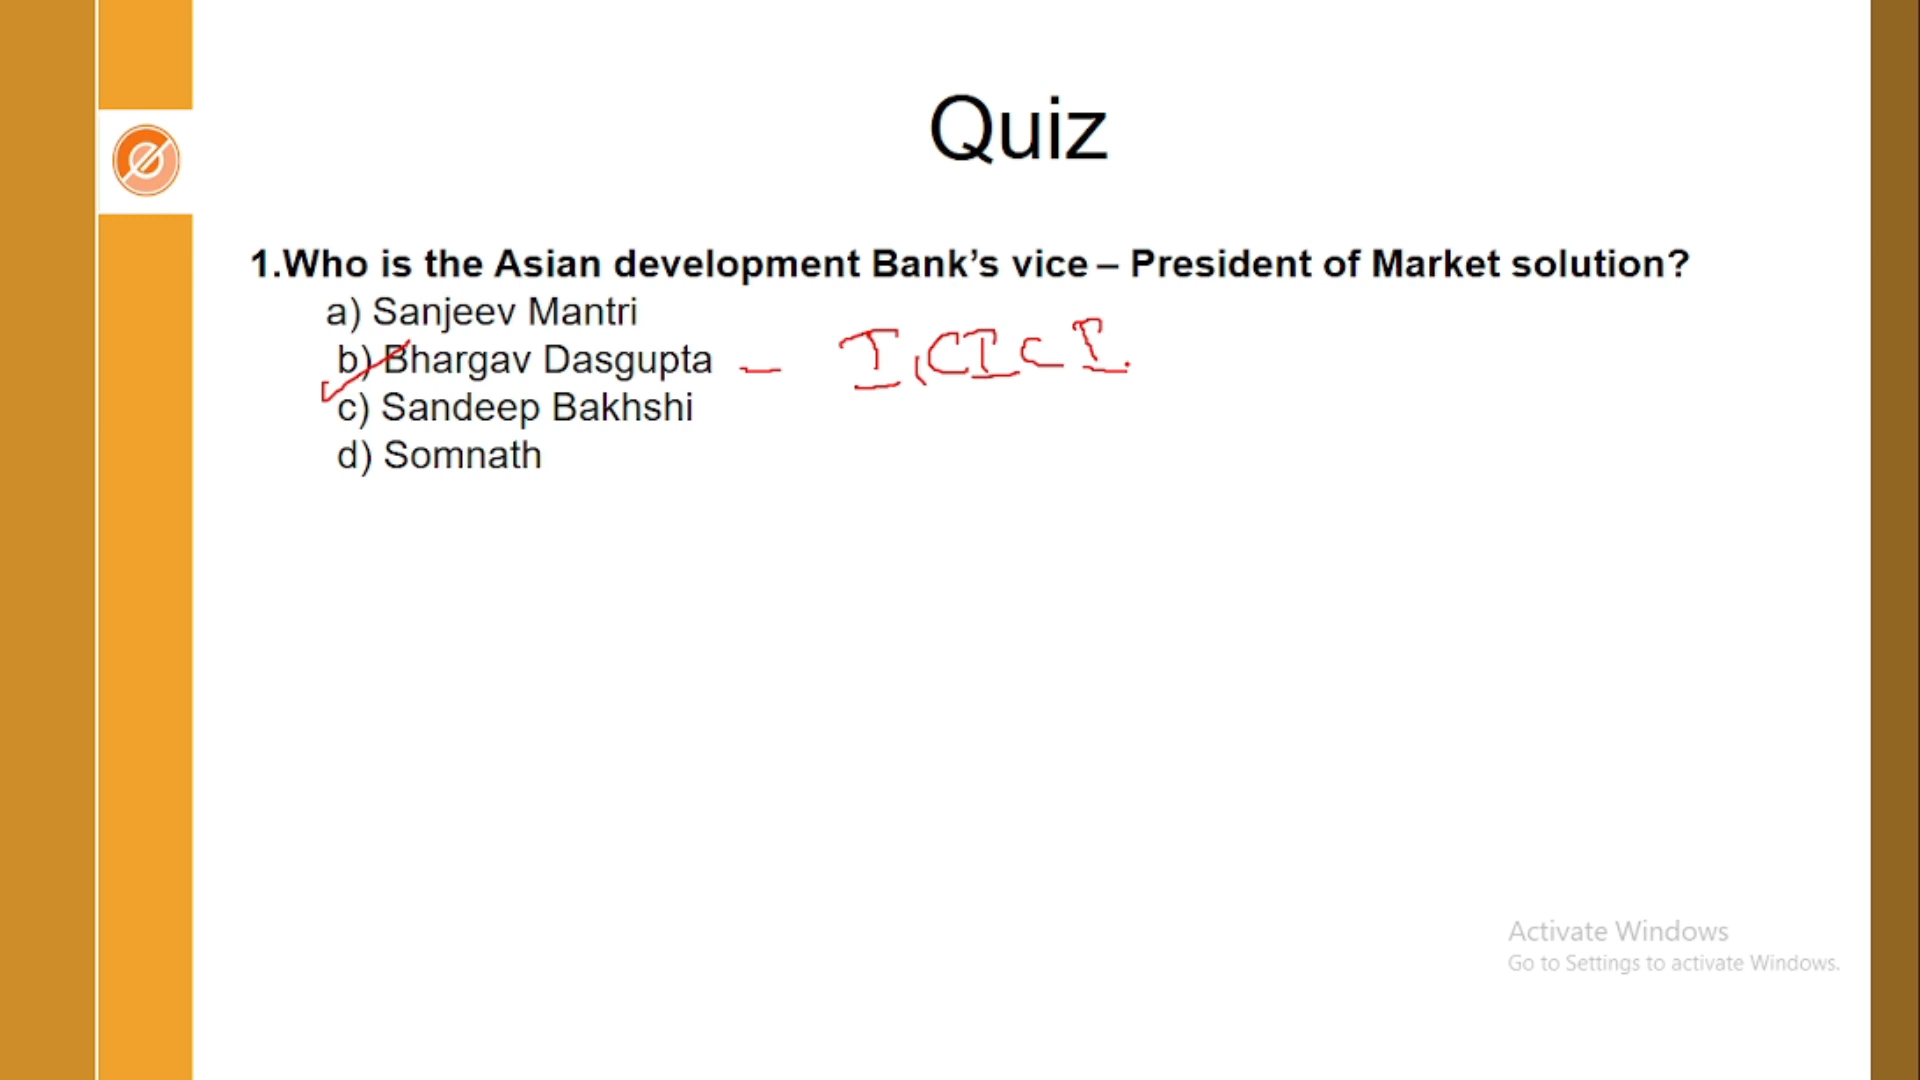 Quiz
1.Who is the Asian development Bank’s vice – President of Market solution?
a) Sanjeev Mantri
b) Bhargav Dasgupta – ICICI.
c) Sandeep Bakhshi
d) Somnath
Activate Windows
Go to Settings to activate Windows.